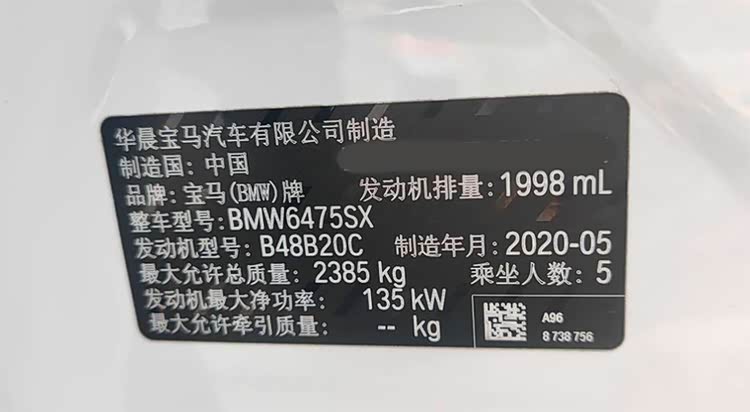 华晨宝马汽车有限公司制造
制造国: 中国
品牌: 宝马(BMW)牌 发动机排量: 1998 mL
整车型号: BMW6475SX
发动机型号: B48B20C 制造年月: 2020-05
最大允许总质量: 2385 kg 乘坐人数: 5
发动机最大净功率: 135 kW
最大允许牵引质量: -- kg
A96
8 738 756